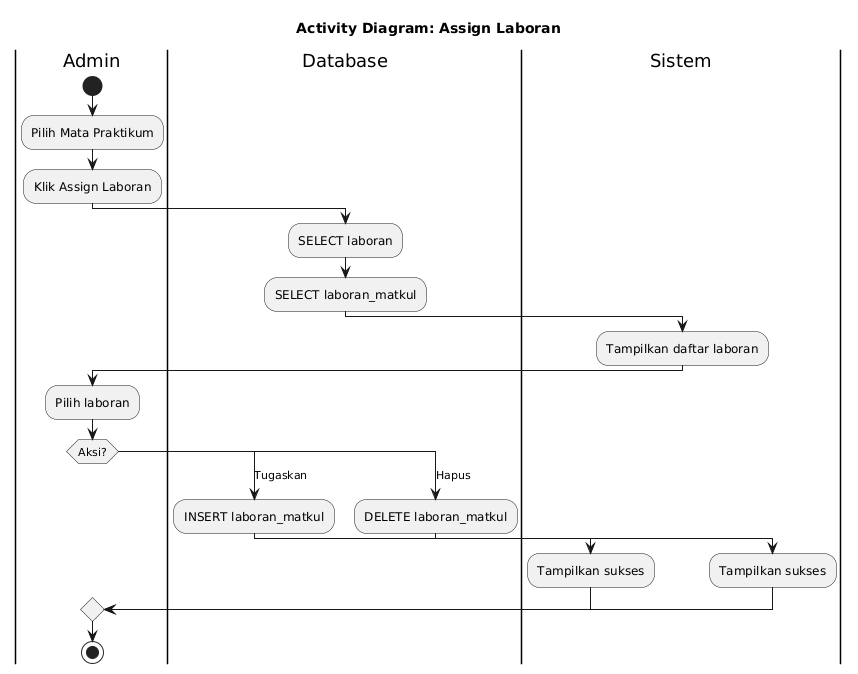 Activity Diagram: Assign Laboran
Admin
Database
Sistem
Pilih Mata Praktikum
Klik Assign Laboran
SELECT laboran
SELECT laboran_matkul
Tampilkan daftar laboran
Pilih laboran
Aksi?
Tugaskan
Hapus
INSERT laboran_matkul
DELETE laboran_matkul
Tampilkan sukses
Tampilkan sukses